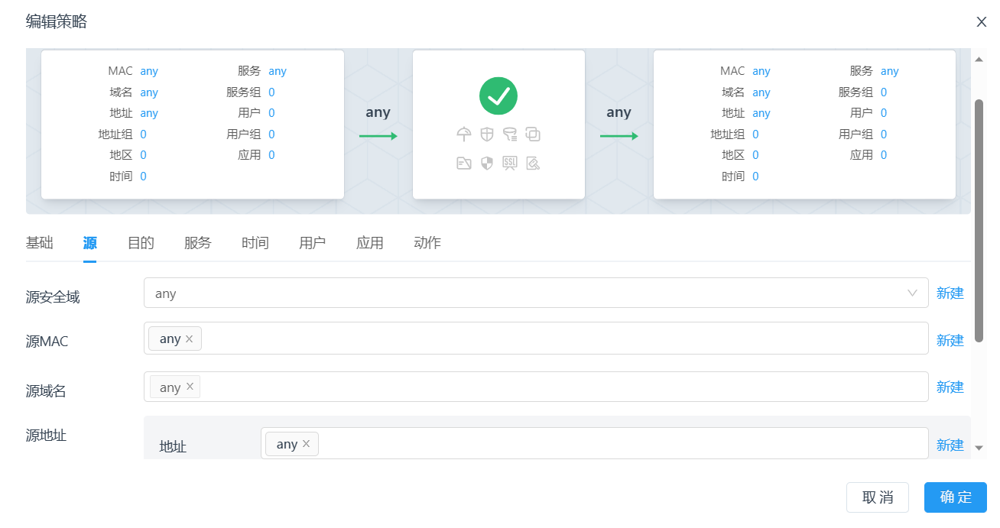 编辑策略
MAC any 服务 any
域名 any 服务组 0
地址 any 用户 0
地址组 0 用户组 0
地区 0 应用 0
时间 0
any
SSL
any
MAC any 服务 any
域名 any 服务组 0
地址 any 用户 0
地址组 0 用户组 0
地区 0 应用 0
时间 0
基础 源 目的 服务 时间 用户 应用 动作
源安全域 any 新建
源MAC any 新建
源域名 any 新建
源地址 地址 any 新建
取消 确定